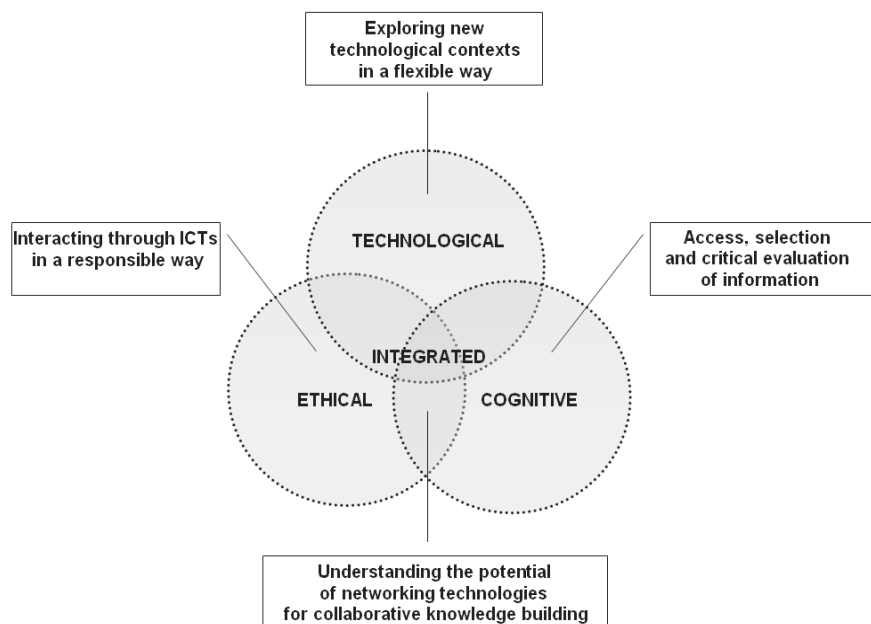 Exploring new
technological contexts
in a flexible way
TECHNOLOGICAL
Interacting through ICTs
in a responsible way
Access, selection
and critical evaluation
of information
INTEGRATED
ETHICAL
COGNITIVE
Understanding the potential
of networking technologies
for collaborative knowledge building